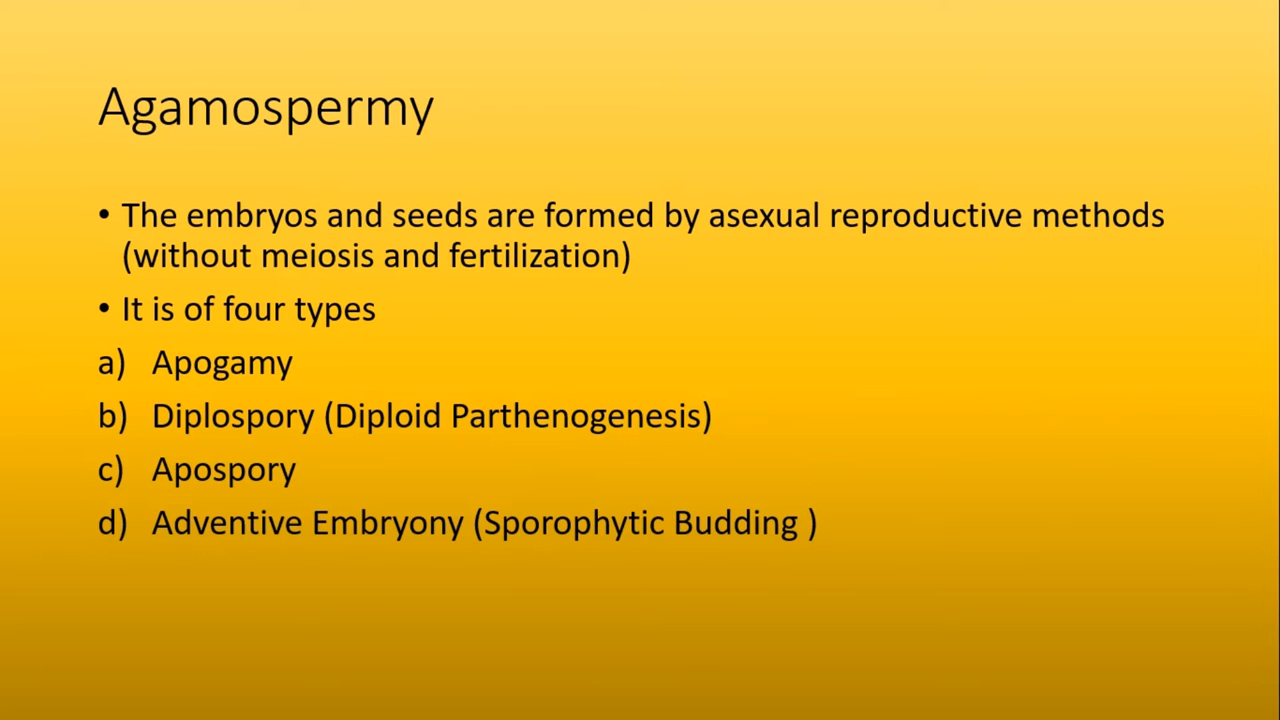 Agamospermy
• The embryos and seeds are formed by asexual reproductive methods
(without meiosis and fertilization)
• It is of four types
a) Apogamy
b) Diplospory (Diploid Parthenogenesis)
c) Apospory
d) Adventive Embryony (Sporophytic Budding )